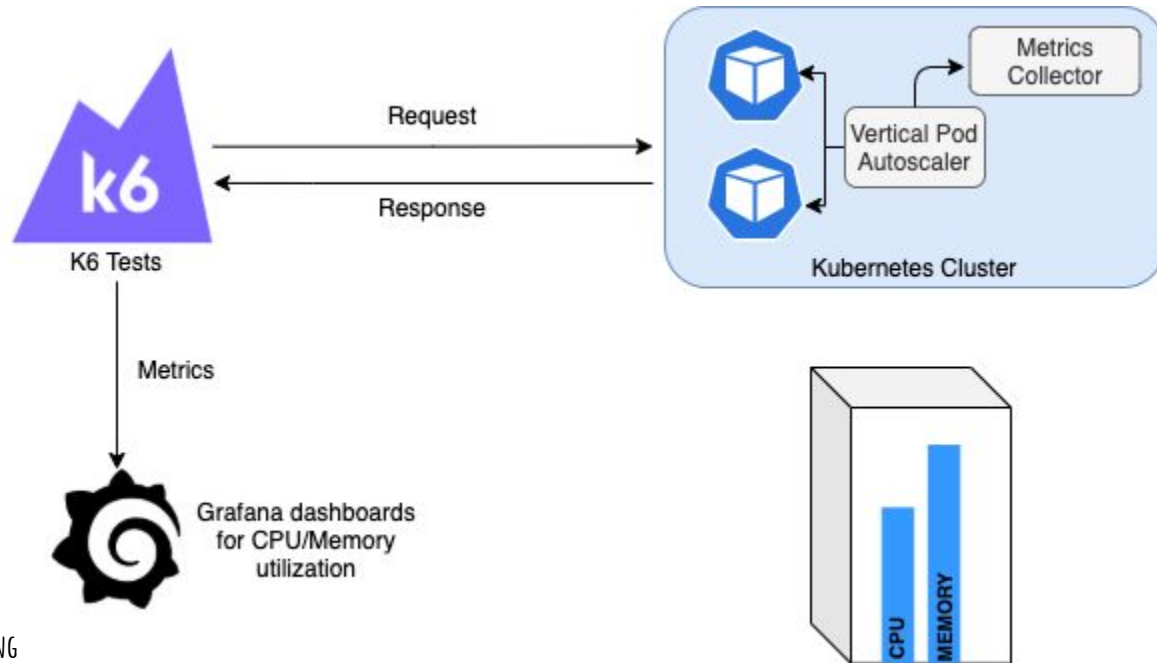 Request
Response
k6
K6 Tests
Metrics
Collector
Vertical Pod
Autoscaler
Kubernetes Cluster
Metrics
Grafana dashboards
for CPU/Memory
utilization
CPU
MEMORY